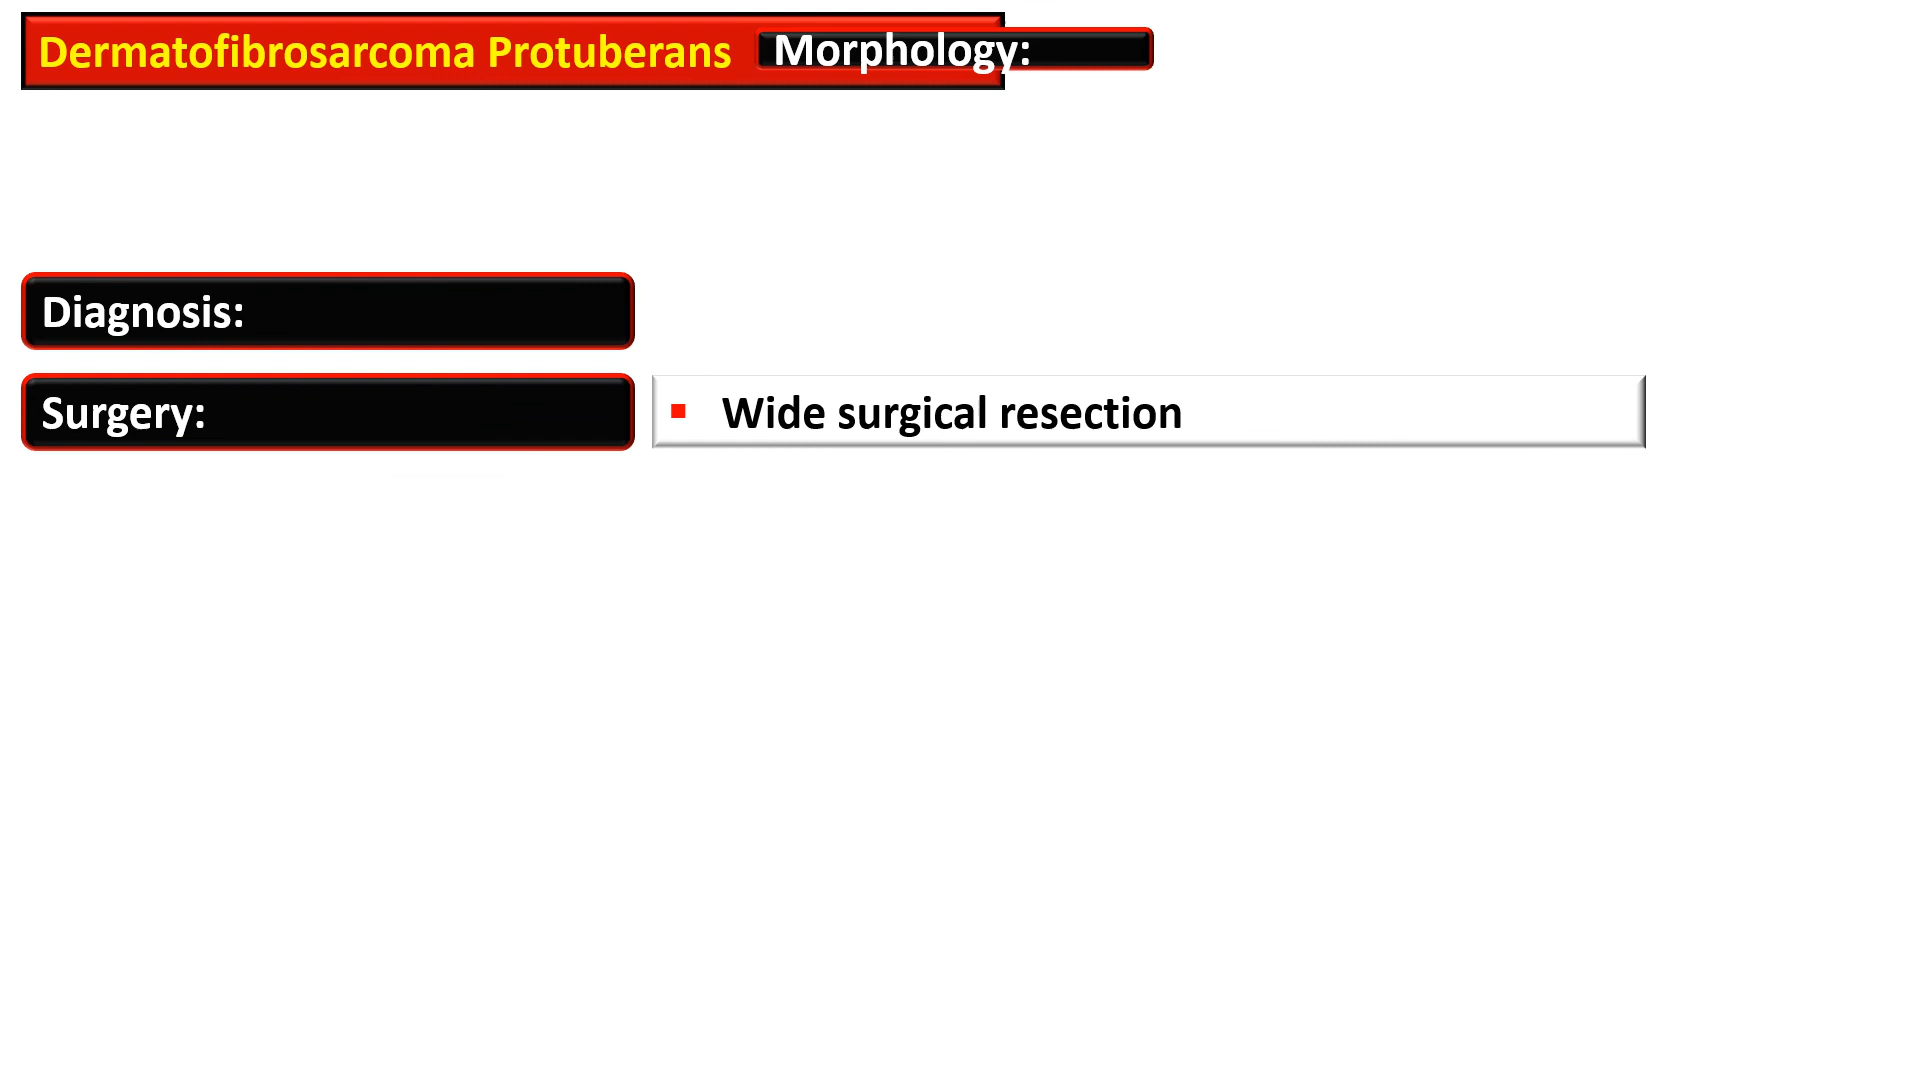 Dermatofibrosarcoma Protuberans Morphology:
Diagnosis:
Surgery:
Wide surgical resection